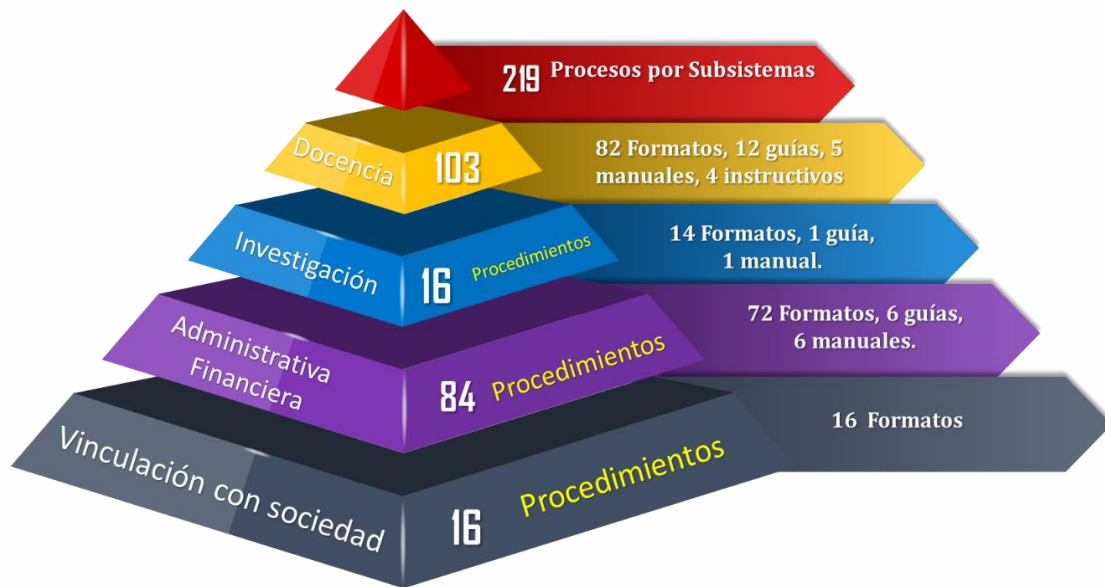 219 Procesos por Subsistemas
Docencia
103
82 Formatos, 12 guías, 5
manuales, 4 instructivos
Investigación
16 Procedimientos
14 Formatos, 1 guía,
1 manual.
Administrativa
Financiera
84 Procedimientos
72 Formatos, 6 guías,
6 manuales.
Vinculación con sociedad
16 Procedimientos
16 Formatos